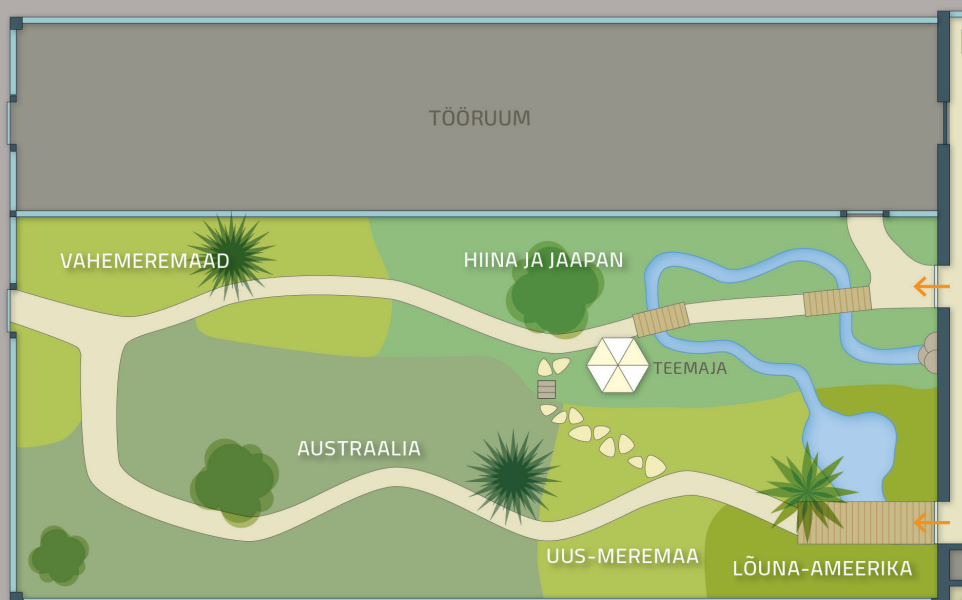 TÖÖRUUM
VAHEMEREMAAD
HIINA JA JAAPAN
TEEMAJA
AUSTRAALIA
UUS-MEREMAA
LÕUNA-AMEERIKA